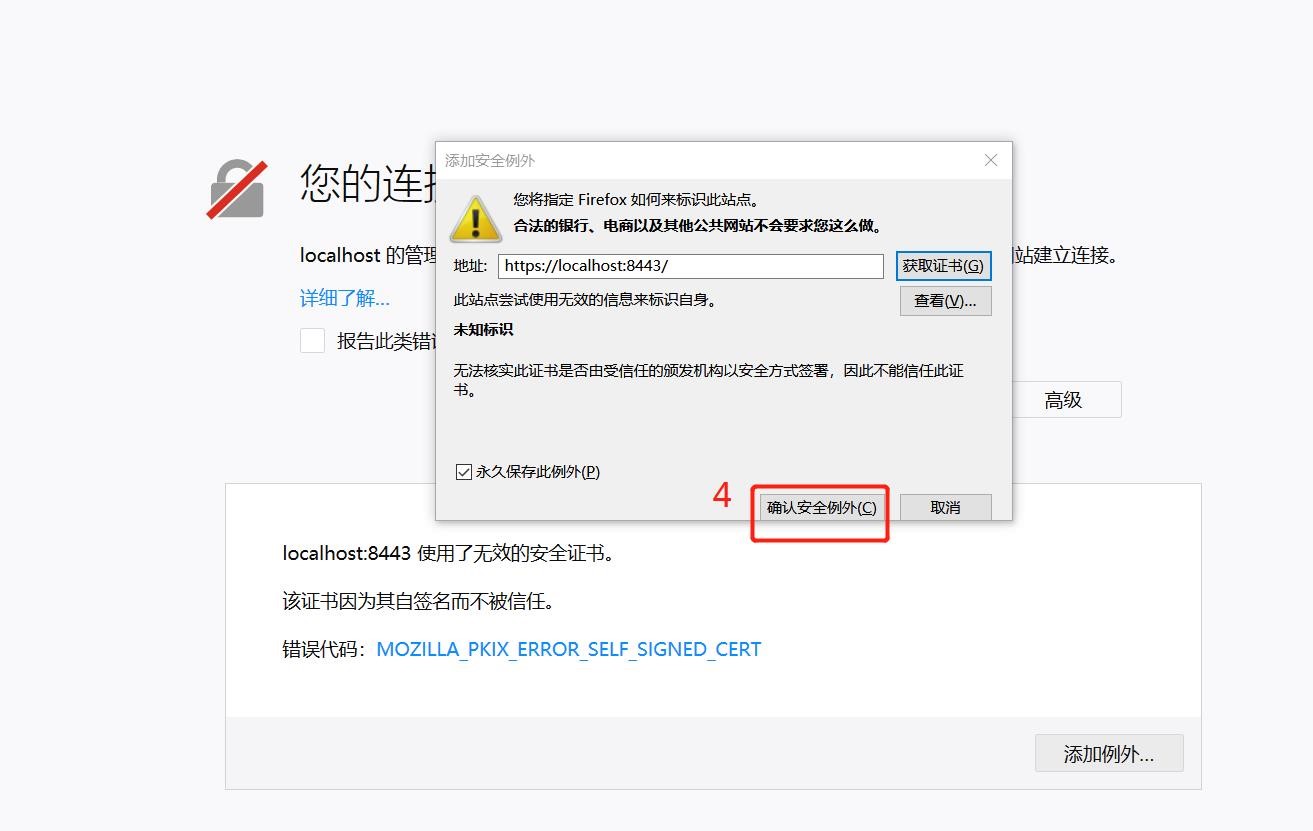 添加安全例外
您的连
您将指定 Firefox 如何来标识此站点。
合法的银行、电商以及其他公共网站不会要求您这么做。
localhost 的管理
站建立连接。
地址: https://localhost:8443/ 获取证书(G)
详细了解...
此站点尝试使用无效的信息来标识自身。 查看(V)...
未知标识
报告此类错
无法核实此证书是否由受信任的颁发机构以安全方式签署，因此不能信任此证
书。
高级
永久保存此例外(P)
4
确认安全例外(C) 取消
localhost:8443 使用了无效的安全证书。
该证书因为其自签名而不被信任。
错误代码：MOZILLA_PKIX_ERROR_SELF_SIGNED_CERT
添加例外...